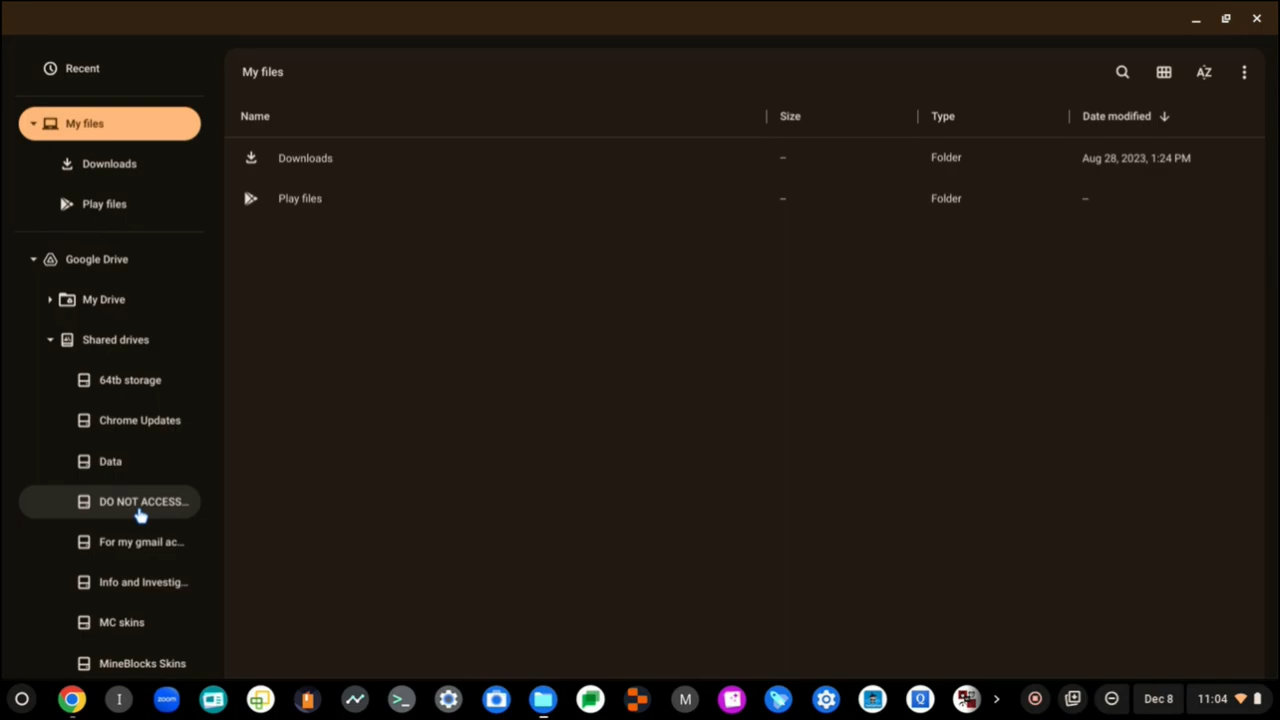 Recent
My files
Downloads
Play files
Google Drive
My Drive
Shared drives
64tb storage
Chrome Updates
Data
DO NOT ACCESS...
For my gmail ac...
Info and Investig...
MC skins
MineBlocks Skins
My files
AZ
Name Size Type Date modified
Downloads – Folder Aug 28, 2023, 1:24 PM
Play files – Folder –
I
zoom
M
Q
Dec 8
11:04